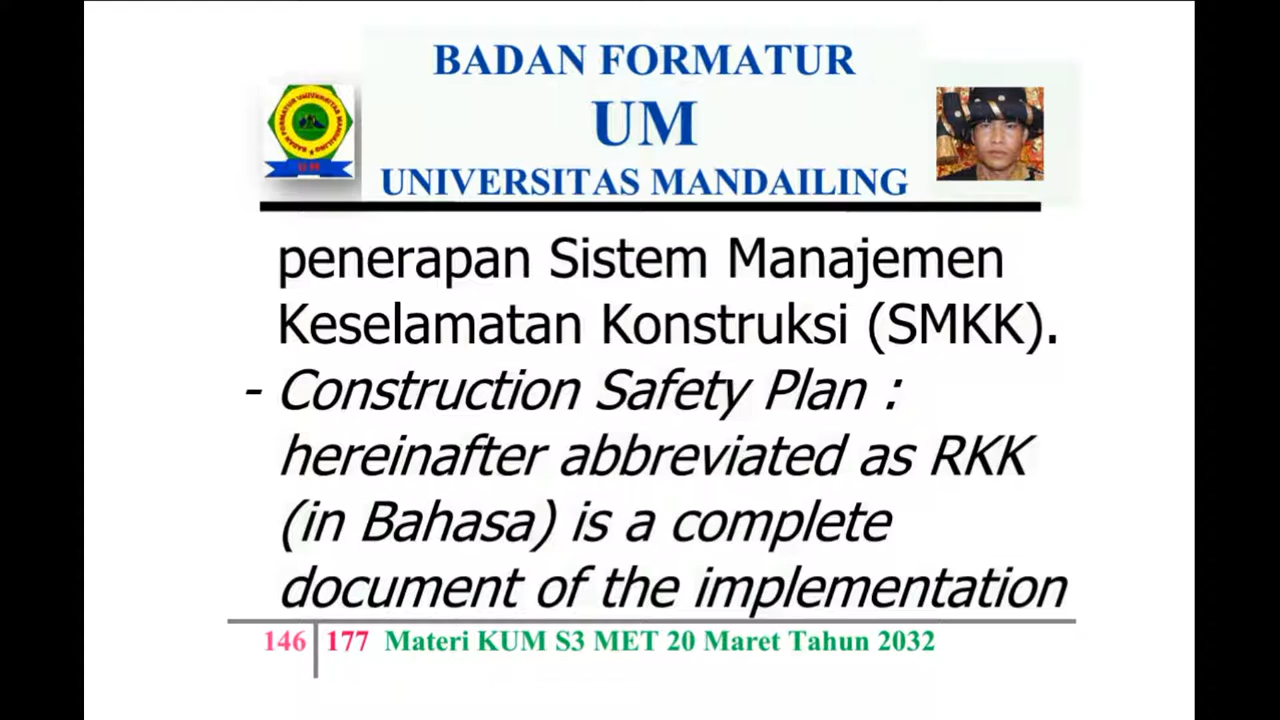 BADAN FORMATUR
UM
UNIVERSITAS MANDAILING
penerapan Sistem Manajemen
Keselamatan Konstruksi (SMKK).
- Construction Safety Plan :
hereinafter abbreviated as RKK
(in Bahasa) is a complete
document of the implementation
146 177 Materi KUM S3 MET 20 Maret Tahun 2032